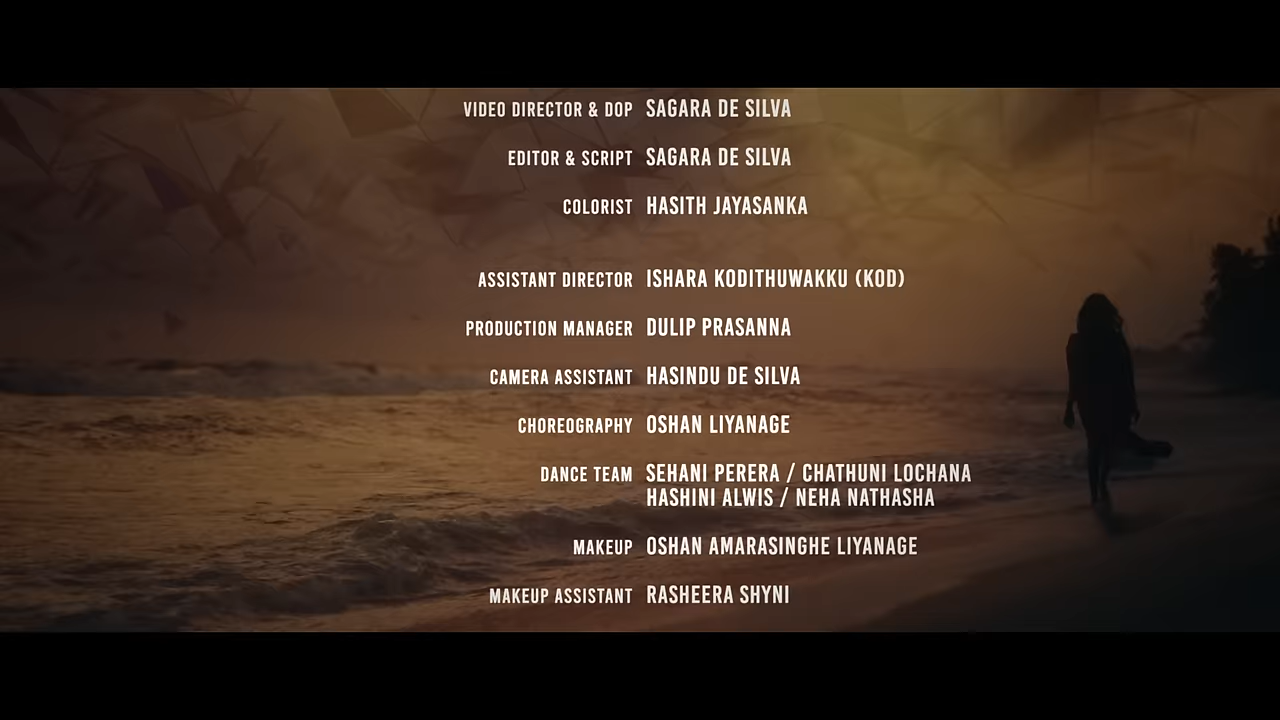 VIDEO DIRECTOR & DOP SAGARA DE SILVA
EDITOR & SCRIPT SAGARA DE SILVA
COLORIST HASITH JAYASANKA
ASSISTANT DIRECTOR ISHARA KODITHUWAKKU (KOD)
PRODUCTION MANAGER DULIP PRASANNA
CAMERA ASSISTANT HASINDU DE SILVA
CHOREOGRAPHY OSHAN LIYANAGE
DANCE TEAM SEHANI PERERA / CHATHUNI LOCHANA
HASHINI ALWIS / NEHA NATHASHA
MAKEUP OSHAN AMARASINGHE LIYANAGE
MAKEUP ASSISTANT RASHEERA SHYNI